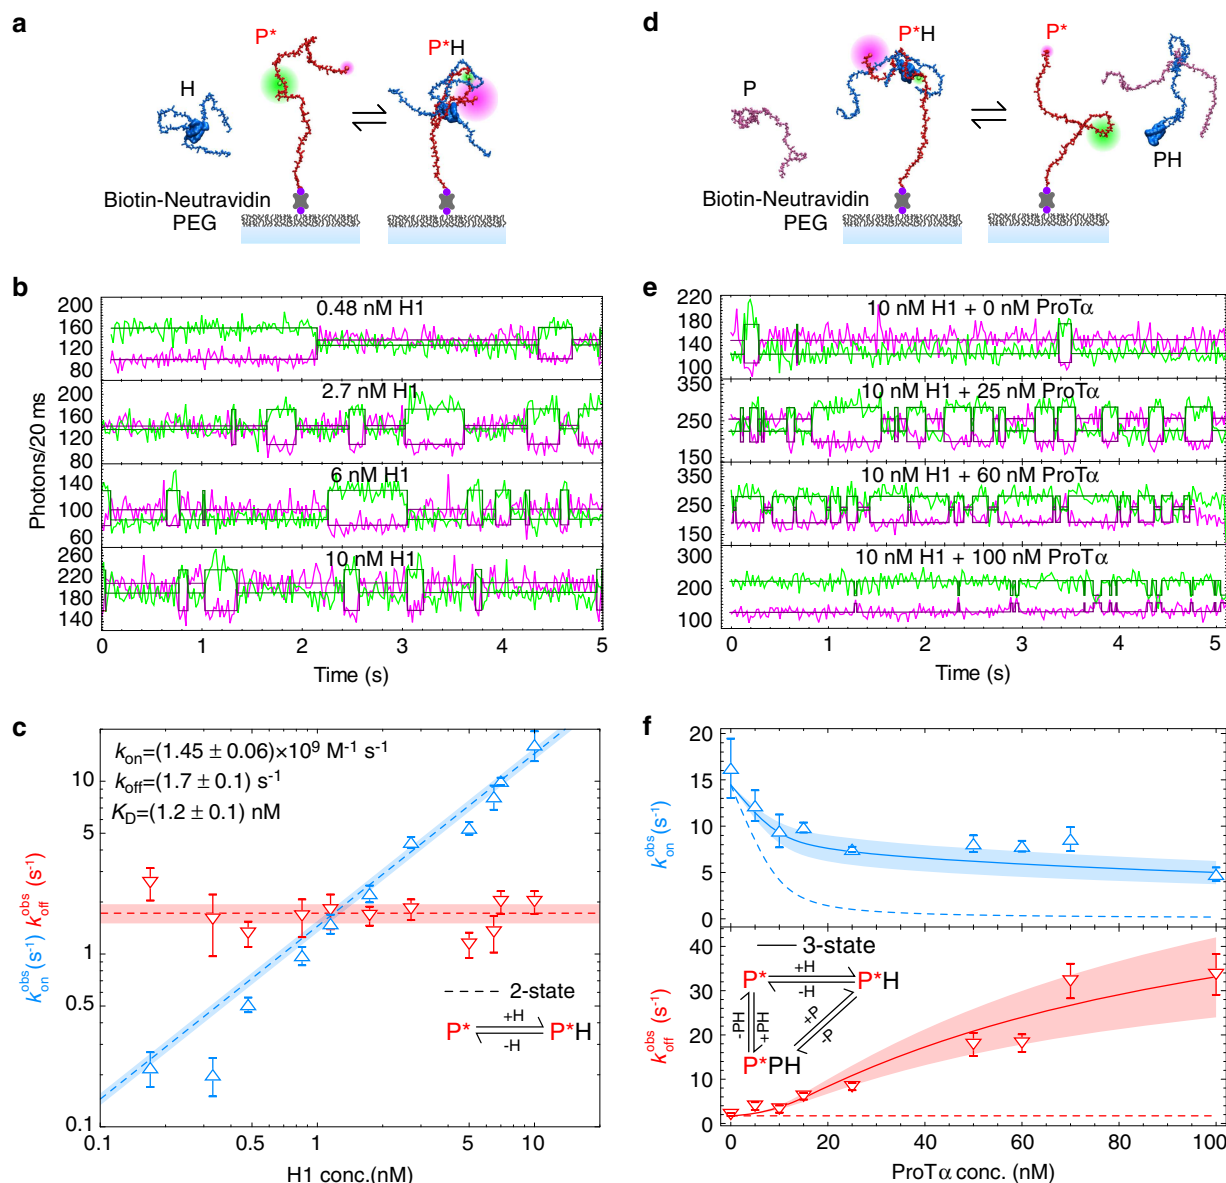 a
P*
P*H
H
Biotin-Neutravidin
PEG
b
200
160
120
80
0.48 nM H1
200
160
120
80
2.7 nM H1
140
100
60
6 nM H1
260
220
180
140
10 nM H1
Photons/20 ms
0 1 2 3 4 5
Time (s)
c
k_on=(1.45 ± 0.06)×10⁹ M⁻¹ s⁻¹
k_off=(1.7 ± 0.1) s⁻¹
K_D=(1.2 ± 0.1) nM
10
5
1
0.5
0.1
k_on^obs (s⁻¹) k_off^obs (s⁻¹)
2-state
+H
P* ⇌ P*H
-H
0.1 0.5 1 5 10
H1 conc.(nM)
d
P*H
P*
P
PH
Biotin-Neutravidin
PEG
e
220
180
140
100
10 nM H1 + 0 nM ProTα
350
250
150
10 nM H1 + 25 nM ProTα
350
250
150
10 nM H1 + 60 nM ProTα
300
200
100
10 nM H1 + 100 nM ProTα
0 1 2 3 4 5
Time (s)
f
20
15
10
5
0
k_on^obs (s⁻¹)
40
30
20
10
0
k_off^obs (s⁻¹)
3-state
+H
P* ⇌ P*H
-H
-PH
+PH
+P
-P
P*PH
0 20 40 60 80 100
ProTα conc. (nM)